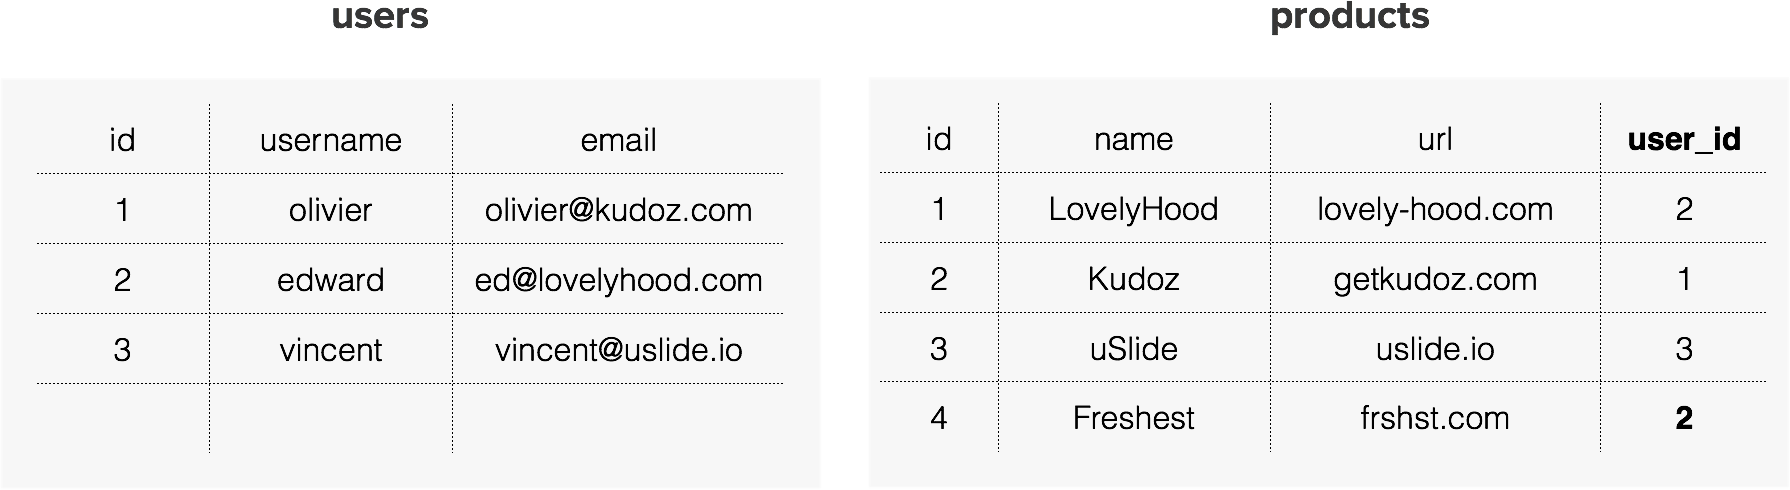 users
id username email
1 olivier olivier@kudoz.com
2 edward ed@lovelyhood.com
3 vincent vincent@uslide.io
products
id name url user_id
1 LovelyHood lovely-hood.com 2
2 Kudoz getkudoz.com 1
3 uSlide uslide.io 3
4 Freshest frshst.com 2